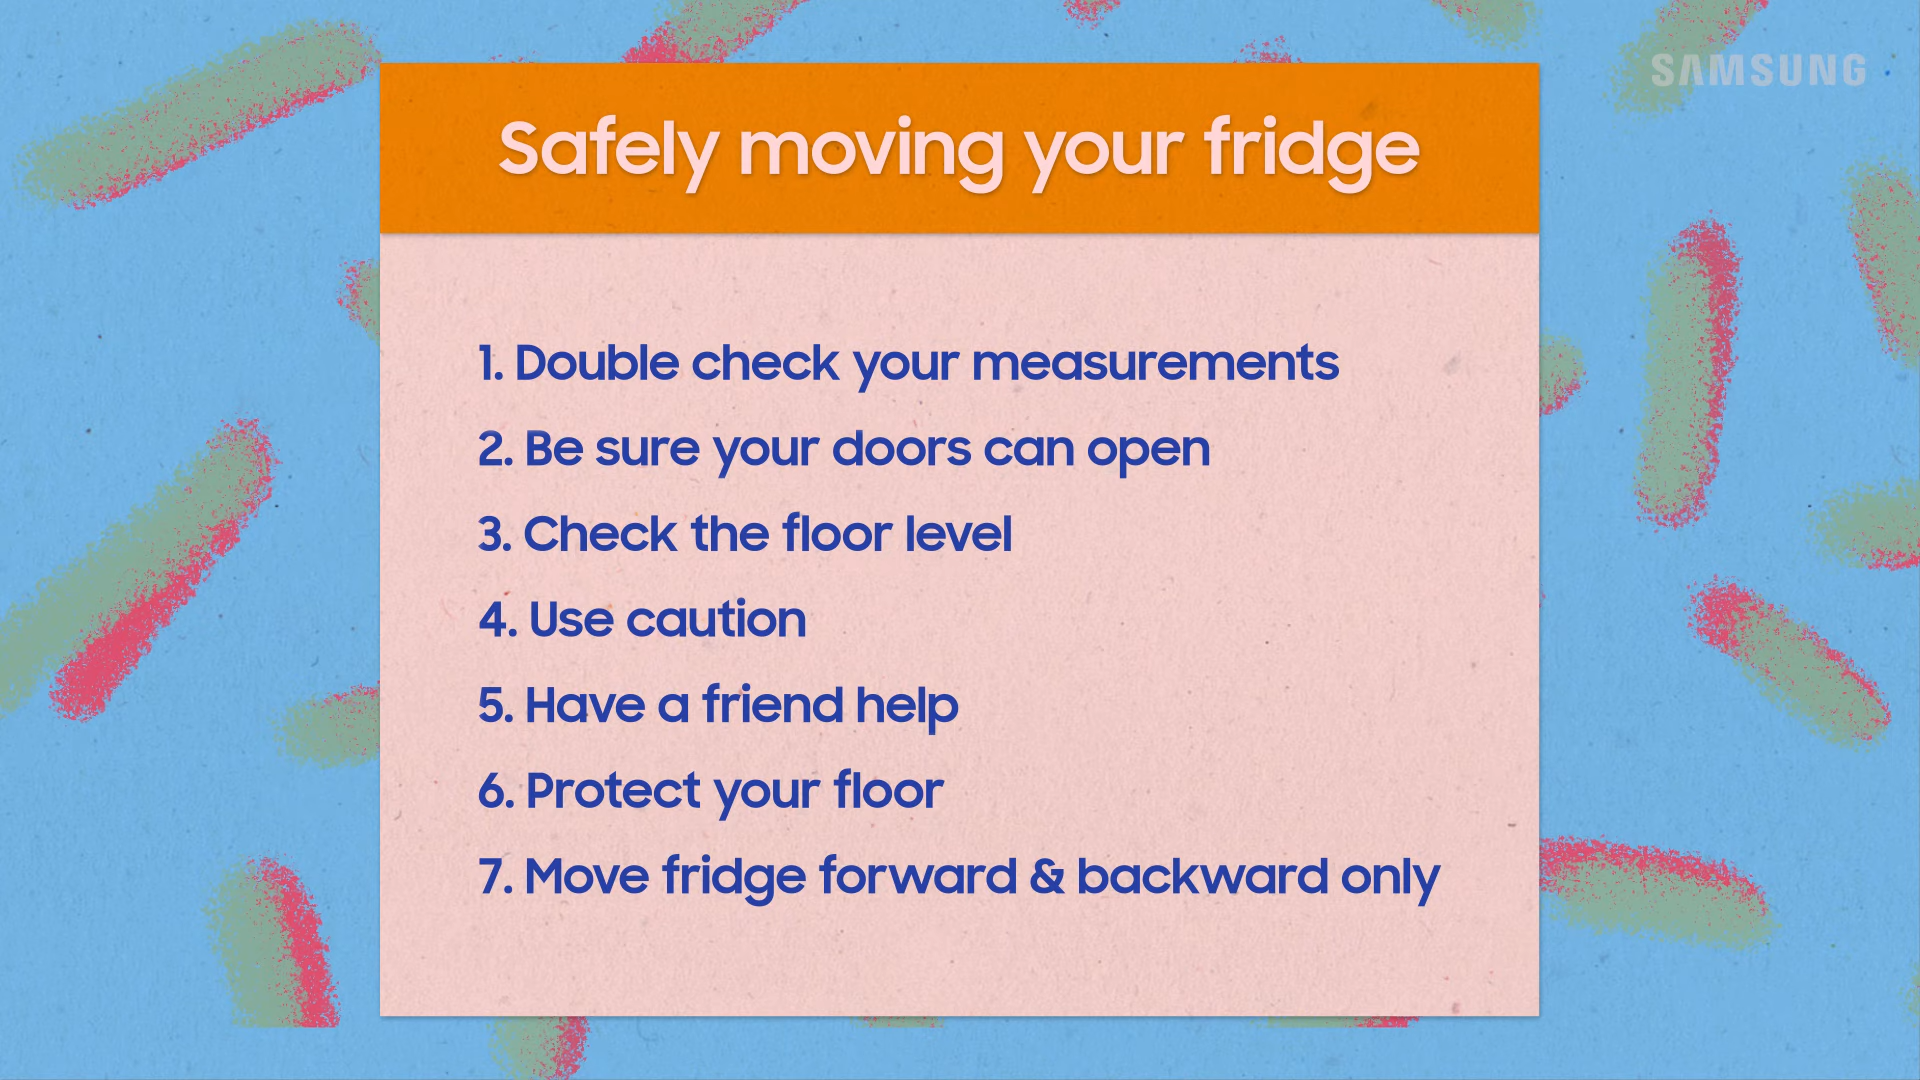 SAMSUNG
Safely moving your fridge
1. Double check your measurements
2. Be sure your doors can open
3. Check the floor level
4. Use caution
5. Have a friend help
6. Protect your floor
7. Move fridge forward & backward only